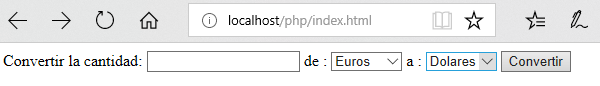 localhost/php/index.html
Convertir la cantidad: de : Euros a : Dolares Convertir